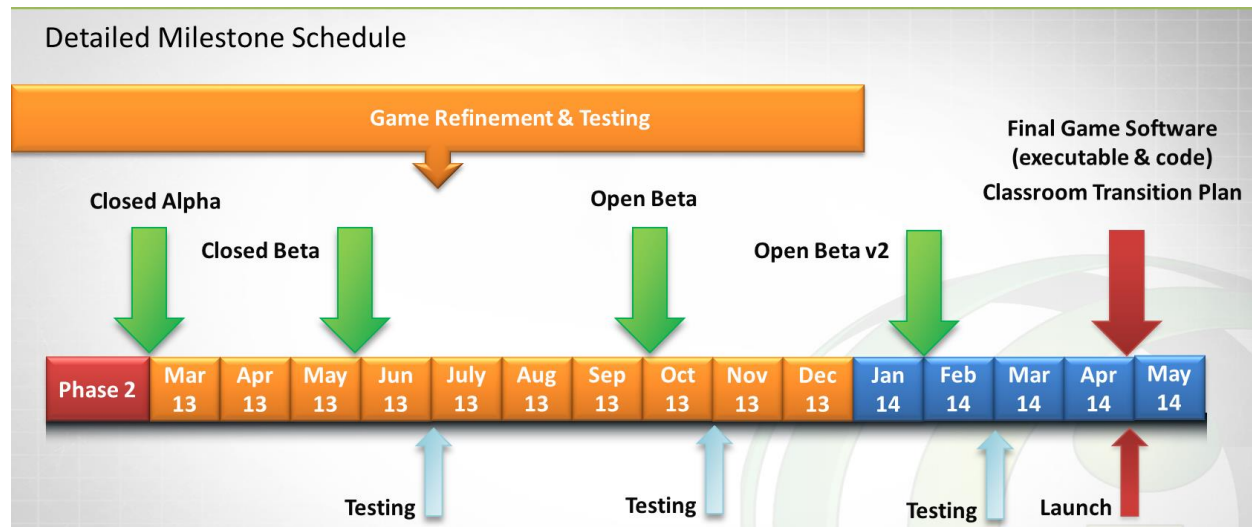 Detailed Milestone Schedule
Game Refinement & Testing
Final Game Software
(executable & code)
Classroom Transition Plan
Closed Alpha
Closed Beta
Open Beta
Open Beta v2
Phase 2
Mar
13
Apr
13
May
13
Jun
13
July
13
Aug
13
Sep
13
Oct
13
Nov
13
Dec
13
Jan
14
Feb
14
Mar
14
Apr
14
May
14
Testing
Testing
Testing
Launch